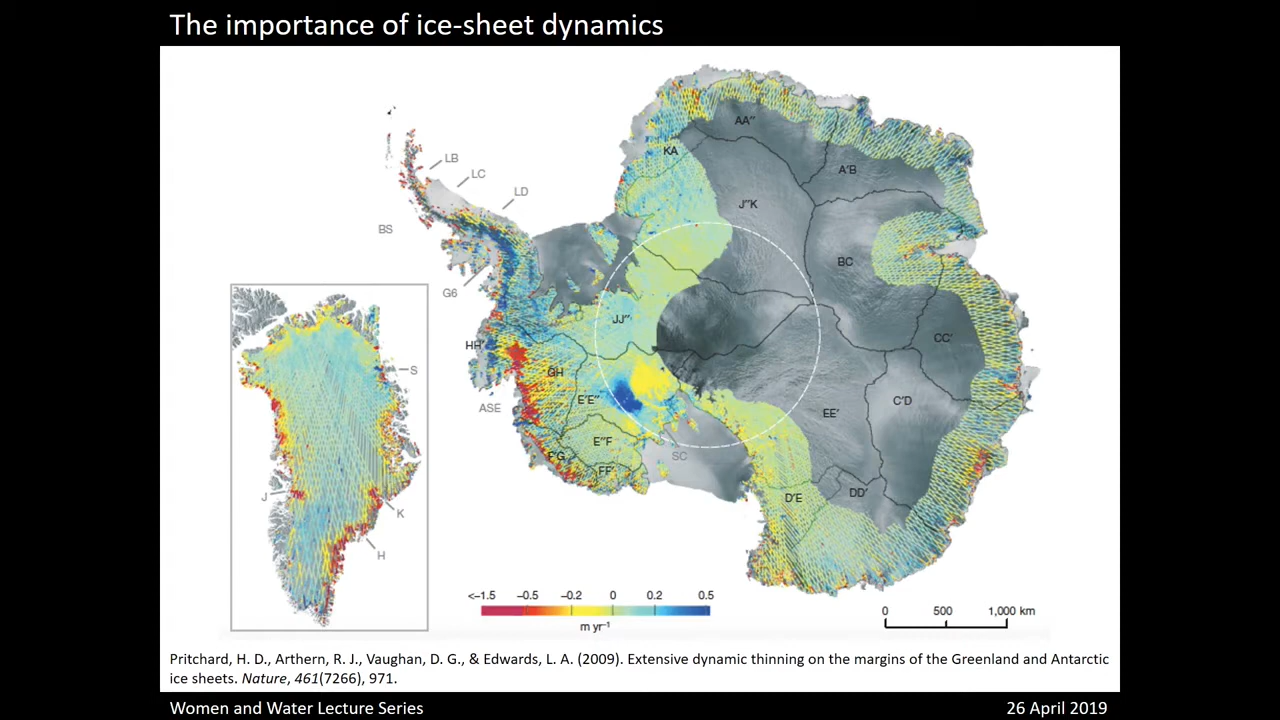 The importance of ice-sheet dynamics
AA″
KA
LB
A′B
LC
LD
J″K
BS
BC
G6
JJ″
HH′
CC′
GH
S
E′E″
C′D
ASE
EE′
E″F
F′G
SC
FF′
DD′
J
D′E
K
H
<−1.5 −0.5 −0.2 0 0.2 0.5
m yr⁻¹
0 500 1,000 km
Pritchard, H. D., Arthern, R. J., Vaughan, D. G., & Edwards, L. A. (2009). Extensive dynamic thinning on the margins of the Greenland and Antarctic
ice sheets. Nature, 461(7266), 971.
Women and Water Lecture Series
26 April 2019